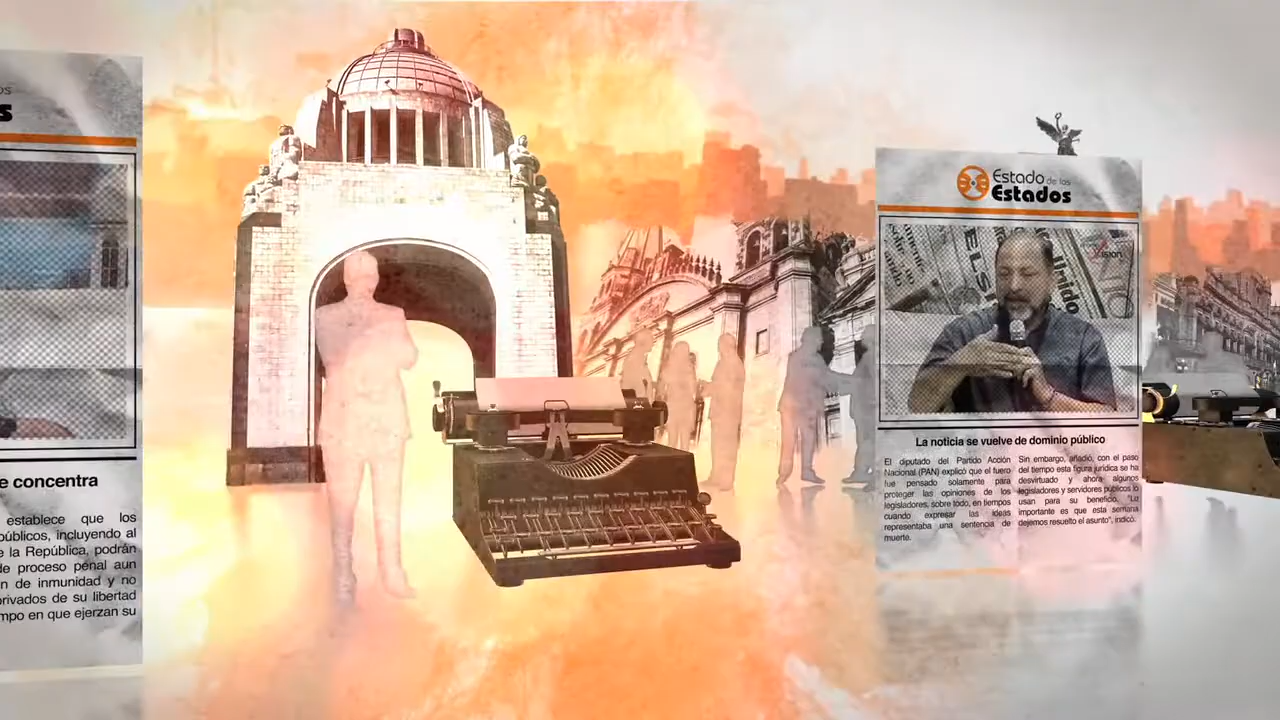 os
s
e concentra
establece que los
públicos, incluyendo al
e la República, podrán
de proceso penal aun
n de inmunidad y no
privados de su libertad
mpo en que ejerzan su
Estado de los
Estados
Unido
La noticia se vuelve de dominio público
El diputado del Partido Acción
Nacional (PAN) explicó que el fuero
fue pensado solamente para
proteger las opiniones de los
legisladores, sobre todo, en tiempos
cuando expresar las ideas
representaba una sentencia de
muerte.
Sin embargo, añadió, con el paso
del tiempo esta figura jurídica se ha
desvirtuado y ahora algunos
legisladores y servidores públicos lo
usan para su beneficio. "Lo
importante es que esta semana
dejemos resuelto el asunto", indicó.